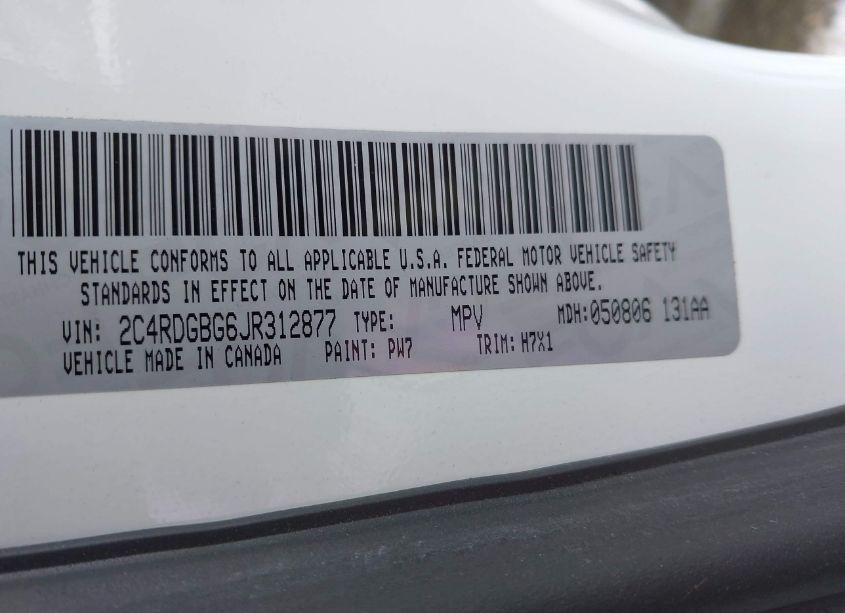 THIS VEHICLE CONFORMS TO ALL APPLICABLE U.S.A. FEDERAL MOTOR VEHICLE SAFETY
STANDARDS IN EFFECT ON THE DATE OF MANUFACTURE SHOWN ABOVE.
VIN: 2C4RDGBG6JR312877 TYPE: MPV MDH:050806 131AA
VEHICLE MADE IN CANADA PAINT: PW7 TRIM: H7X1